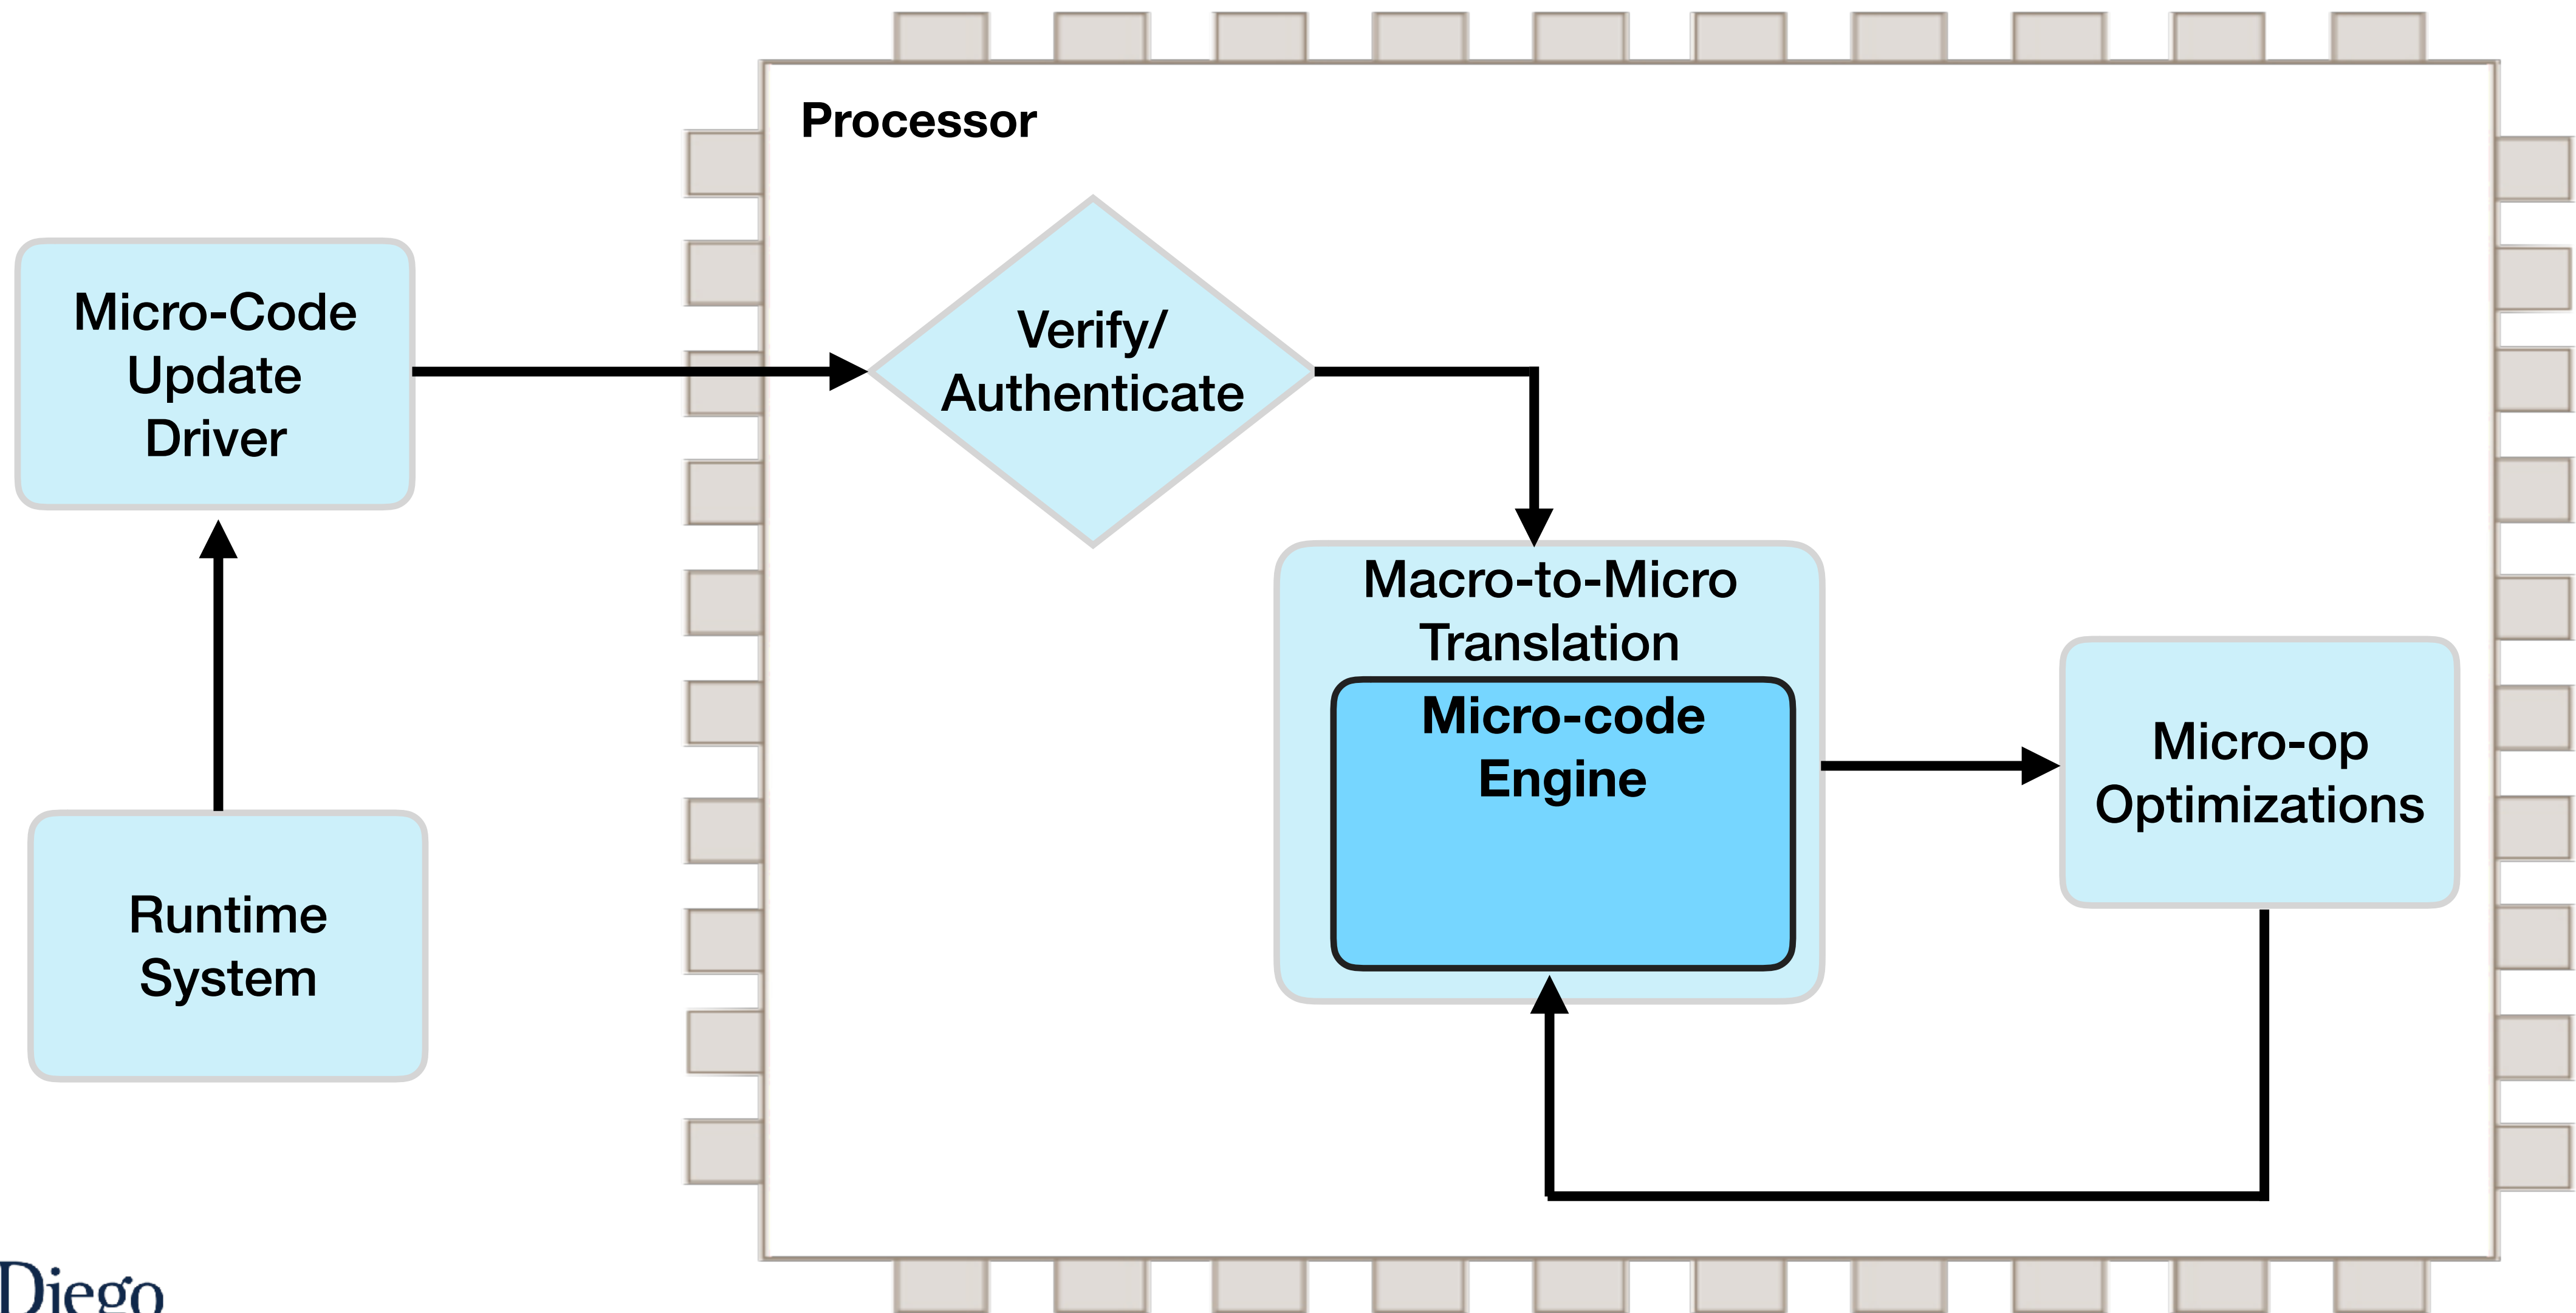 Processor
Micro-Code
Update
Driver
Verify/
Authenticate
Macro-to-Micro
Translation
Micro-code
Engine
Micro-op
Optimizations
Runtime
System
Diego